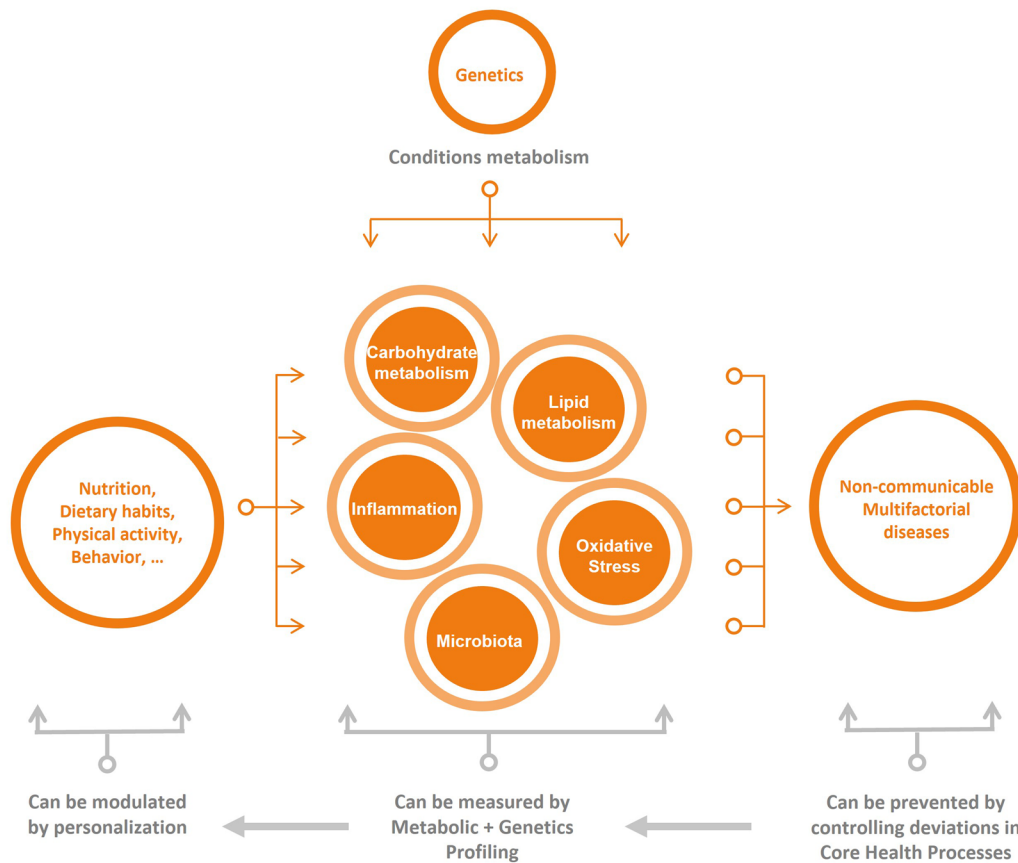 Genetics
Conditions metabolism
Carbohydrate
metabolism
Lipid
metabolism
Inflammation
Oxidative
Stress
Microbiota
Nutrition,
Dietary habits,
Physical activity,
Behavior, ...
Non-communicable
Multifactorial
diseases
Can be modulated
by personalization
Can be measured by
Metabolic + Genetics
Profiling
Can be prevented by
controlling deviations in
Core Health Processes